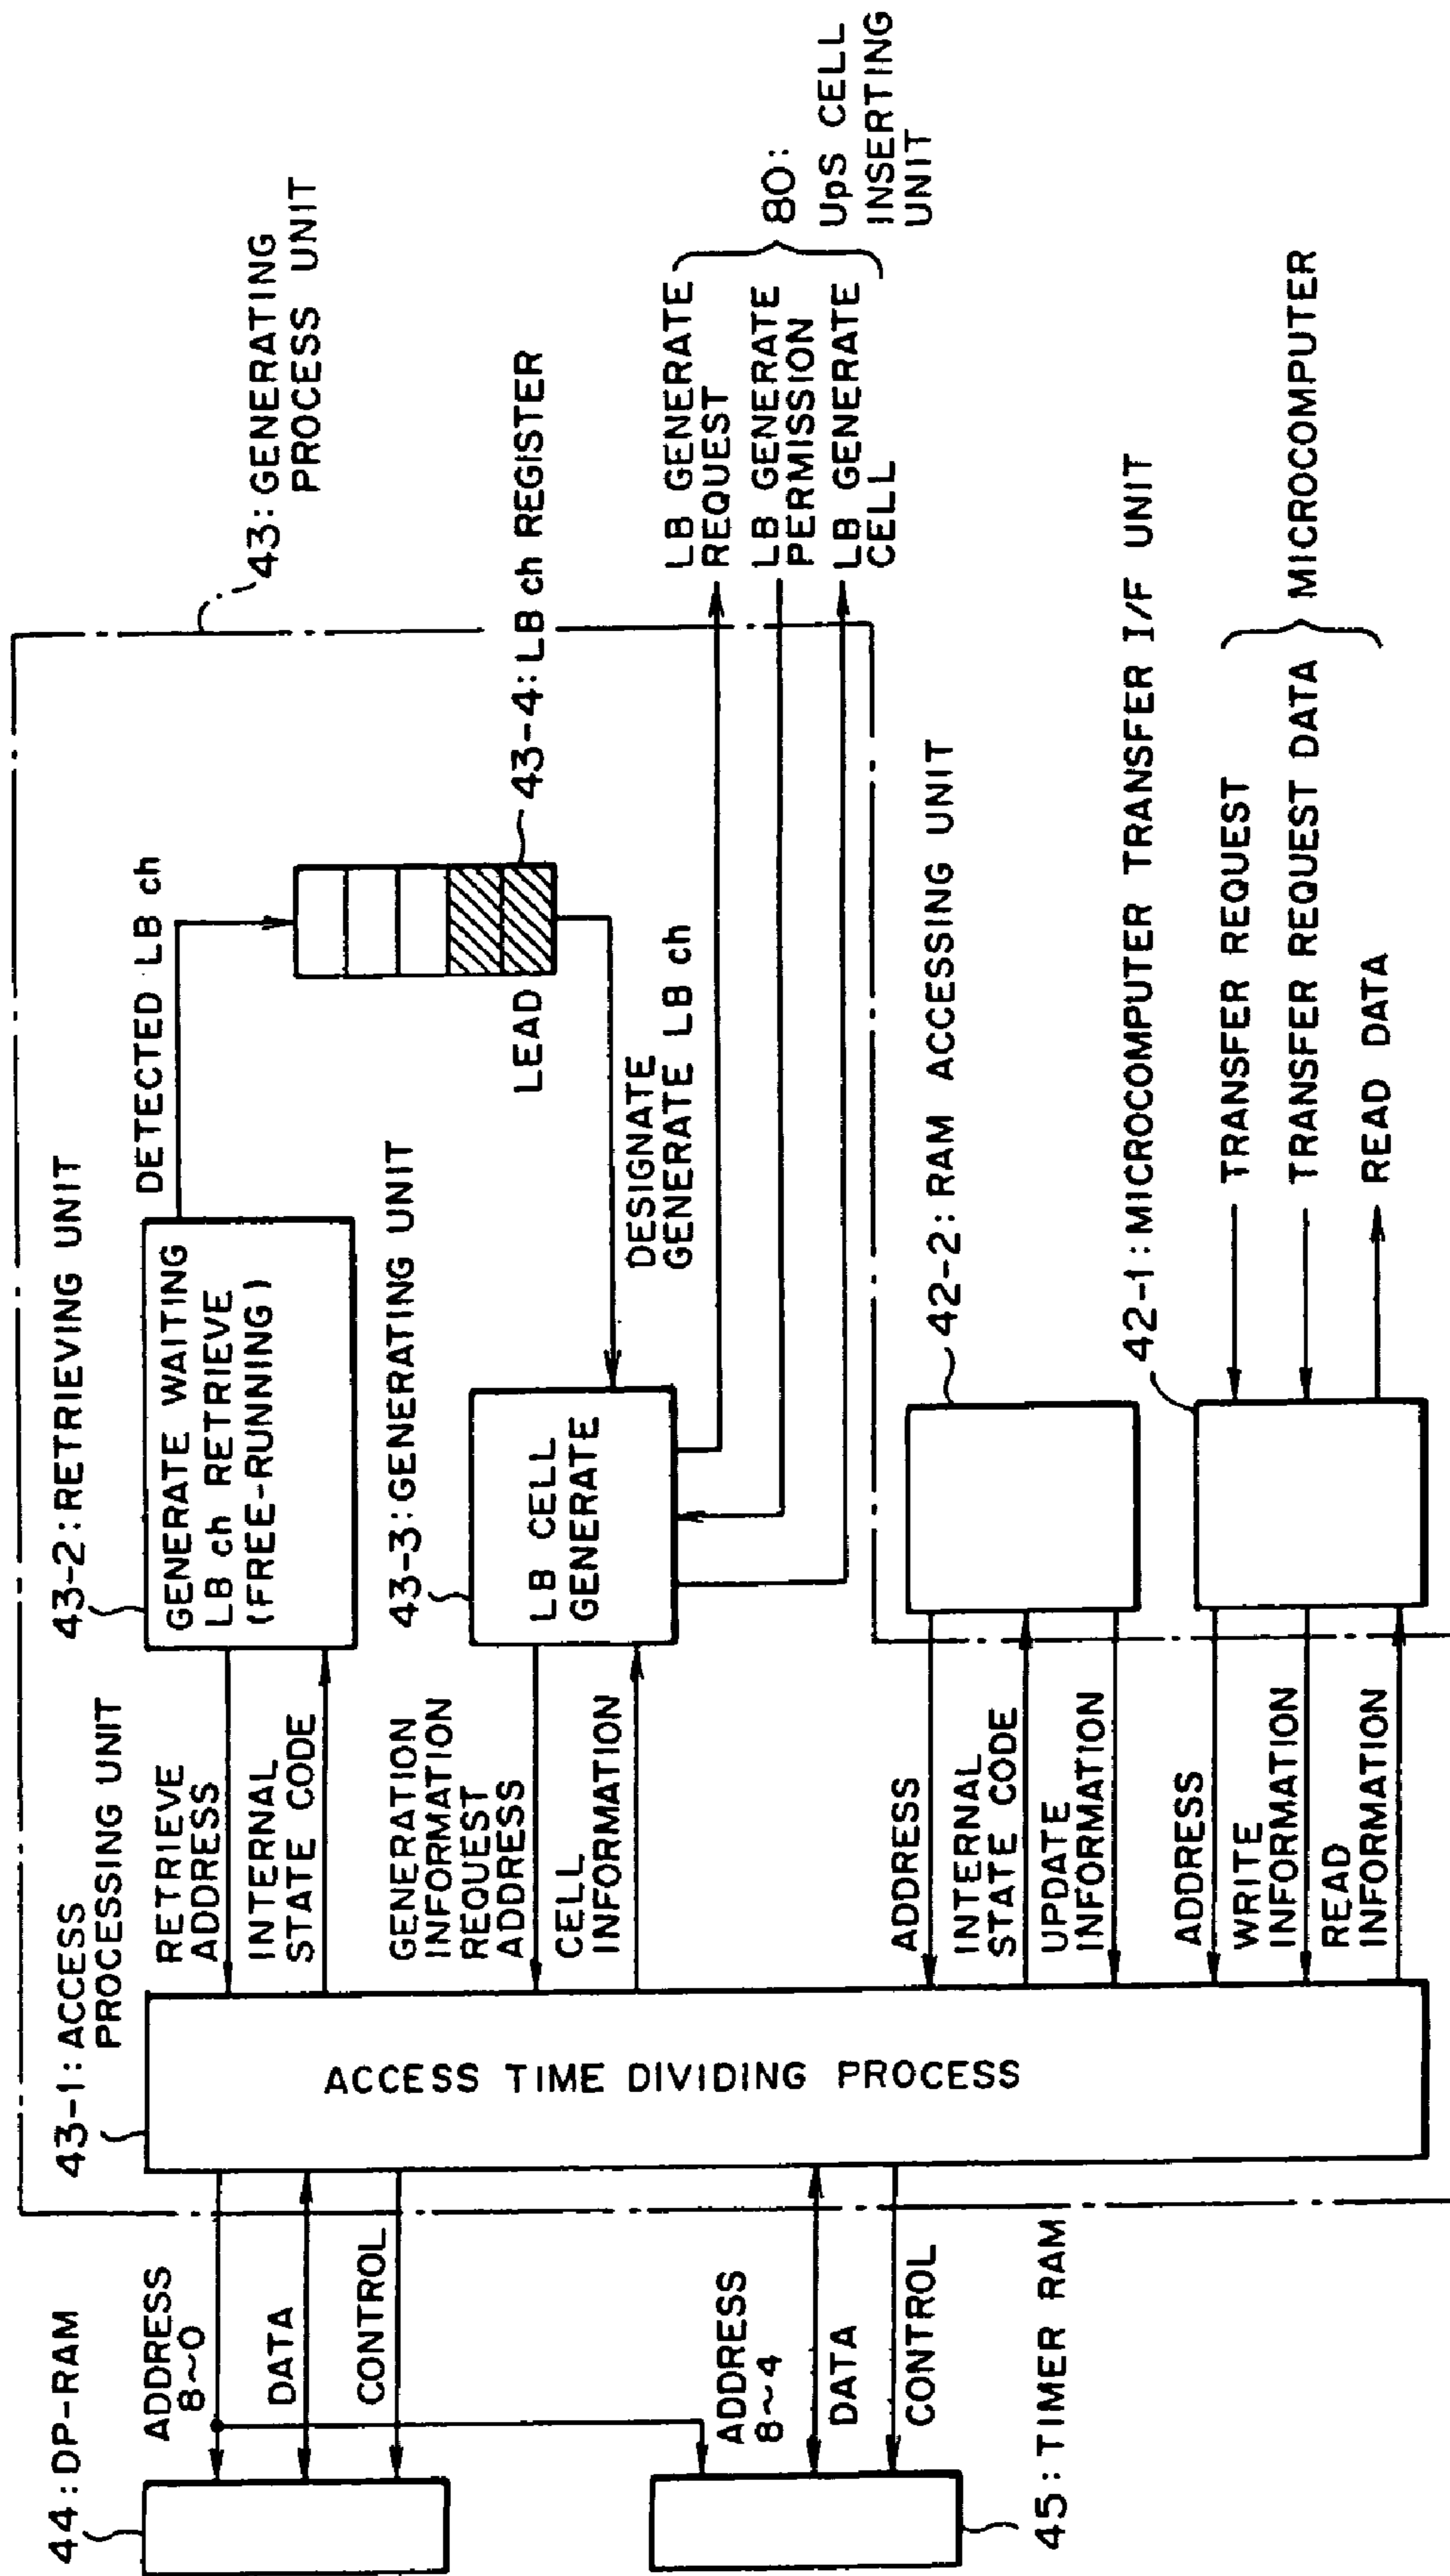 44: DP-RAM
ADDRESS
8~0
DATA
CONTROL
ADDRESS
8~4
DATA
CONTROL
45: TIMER RAM
43-1: ACCESS
PROCESSING UNIT
ACCESS TIME DIVIDING PROCESS
RETRIEVE
ADDRESS
INTERNAL
STATE CODE
GENERATION
INFORMATION
REQUEST
ADDRESS
CELL
INFORMATION
ADDRESS
INTERNAL
STATE CODE
UPDATE
INFORMATION
ADDRESS
WRITE
INFORMATION
READ
INFORMATION
43-2: RETRIEVING UNIT
GENERATE WAITING
LB ch RETRIEVE
(FREE-RUNNING)
43-3: GENERATING UNIT
LB CELL
GENERATE
DETECTED LB ch
LEAD
43-4: LB ch REGISTER
DESIGNATE
GENERATE LB ch
42-2: RAM ACCESSING UNIT
42-1: MICROCOMPUTER TRANSFER I/F UNIT
TRANSFER REQUEST
TRANSFER REQUEST DATA
READ DATA
MICROCOMPUTER
43: GENERATING
PROCESS UNIT
LB GENERATE
REQUEST
LB GENERATE
PERMISSION
LB GENERATE
CELL
80:
UpS CELL
INSERTING
UNIT